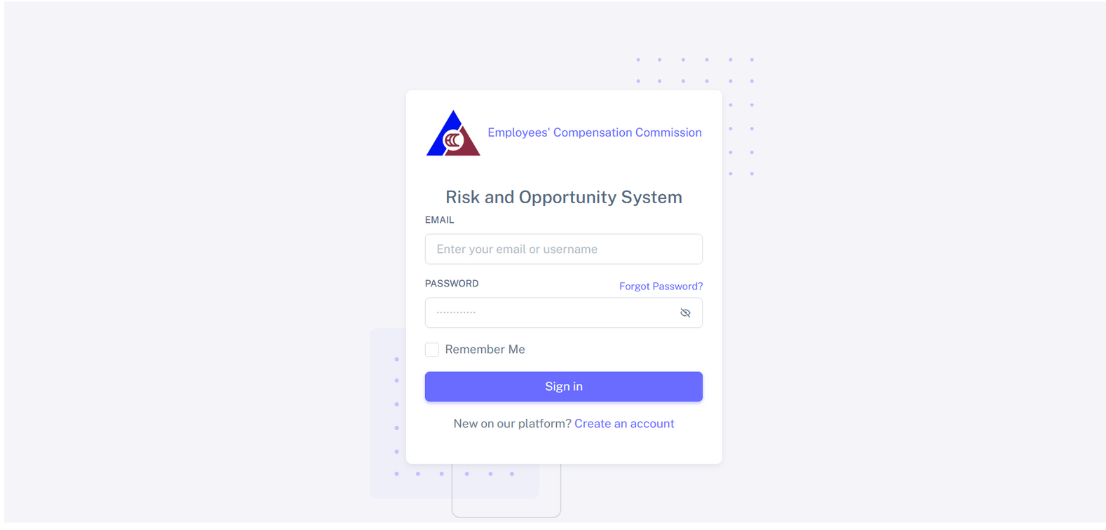 Employees' Compensation Commission
Risk and Opportunity System
EMAIL
Enter your email or username
PASSWORD
Forgot Password?
············
Remember Me
Sign in
New on our platform? Create an account